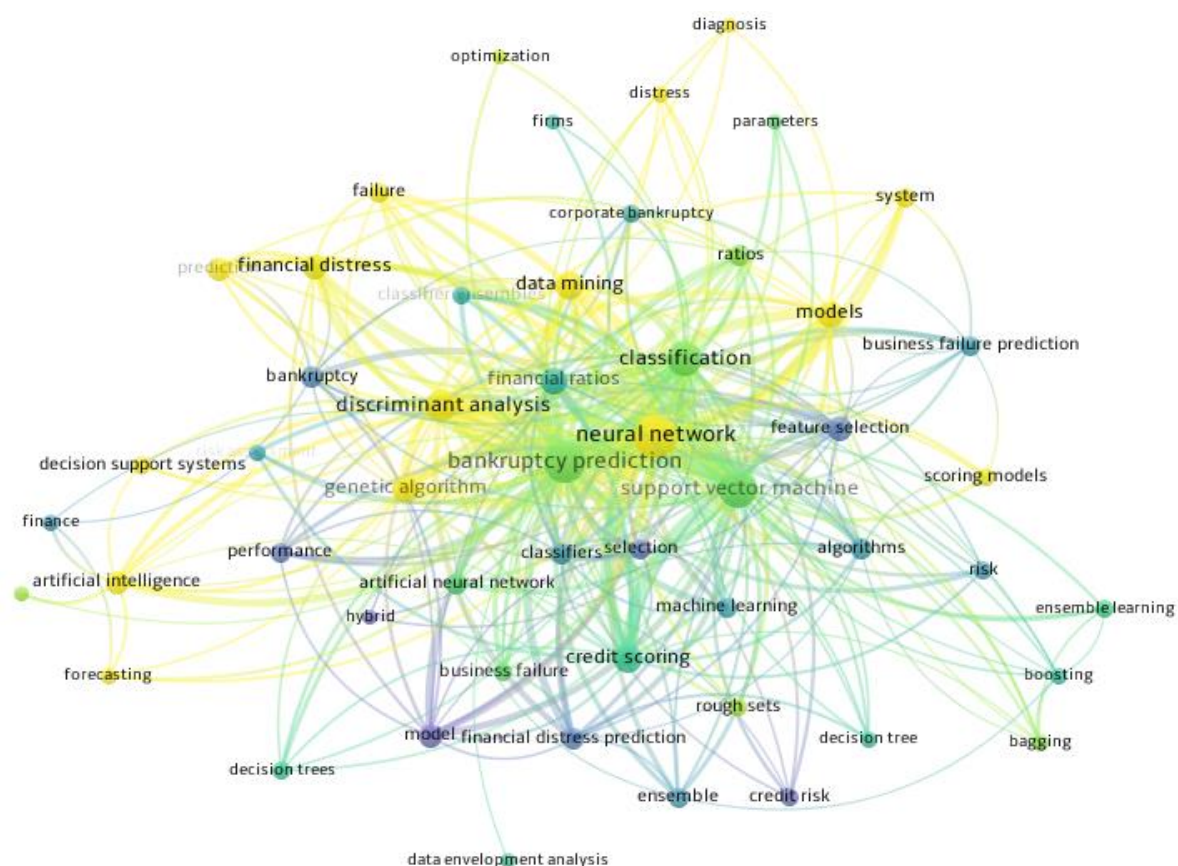 diagnosis
optimization
distress
firms
parameters
failure
system
corporate bankruptcy
ratios
prediction
financial distress
data mining
classifier ensembles
models
business failure prediction
classification
bankruptcy
financial ratios
discriminant analysis
feature selection
neural network
bankruptcy prediction
decision support systems
scoring models
genetic algorithm
support vector machine
finance
performance
classifiers
selection
algorithms
risk
artificial intelligence
artificial neural network
machine learning
ensemble learning
hybrid
credit scoring
forecasting
business failure
boosting
rough sets
model
financial distress prediction
decision tree
bagging
decision trees
ensemble
credit risk
data envelopment analysis